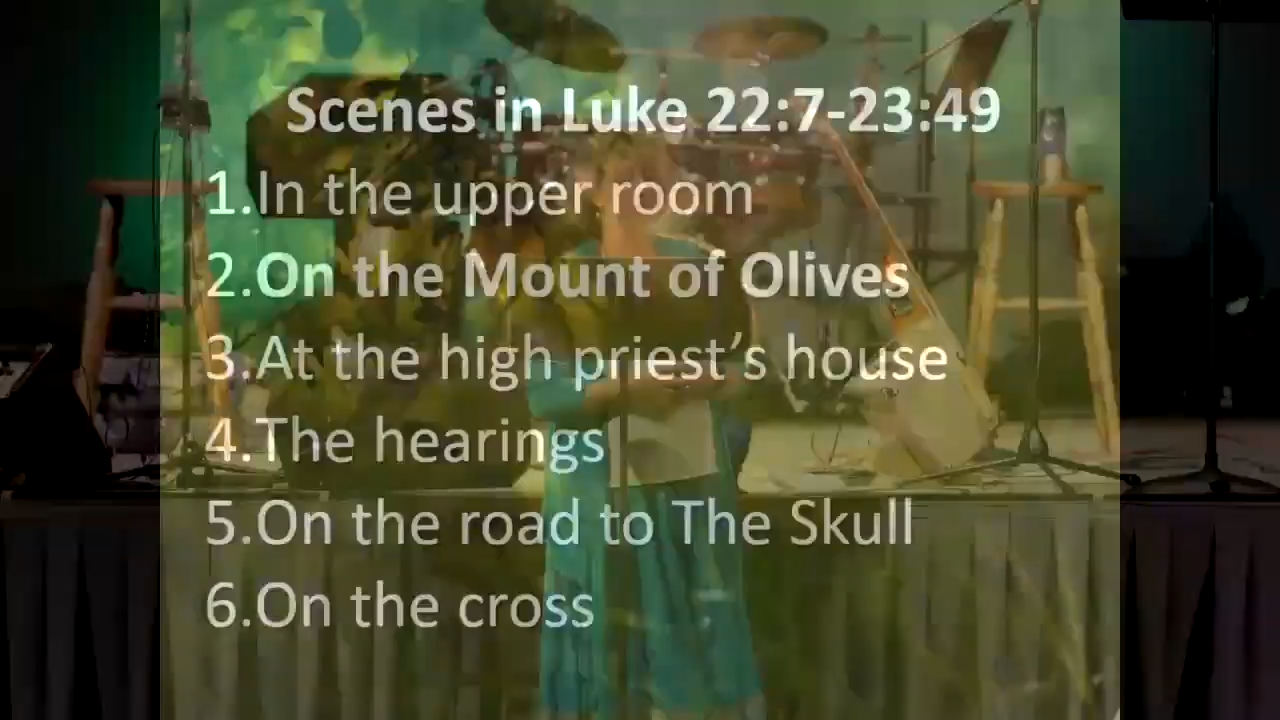 Scenes in Luke 22:7-23:49
1.In the upper room
2.On the Mount of Olives
3.At the high priest’s house
4.The hearings
5.On the road to The Skull
6.On the cross